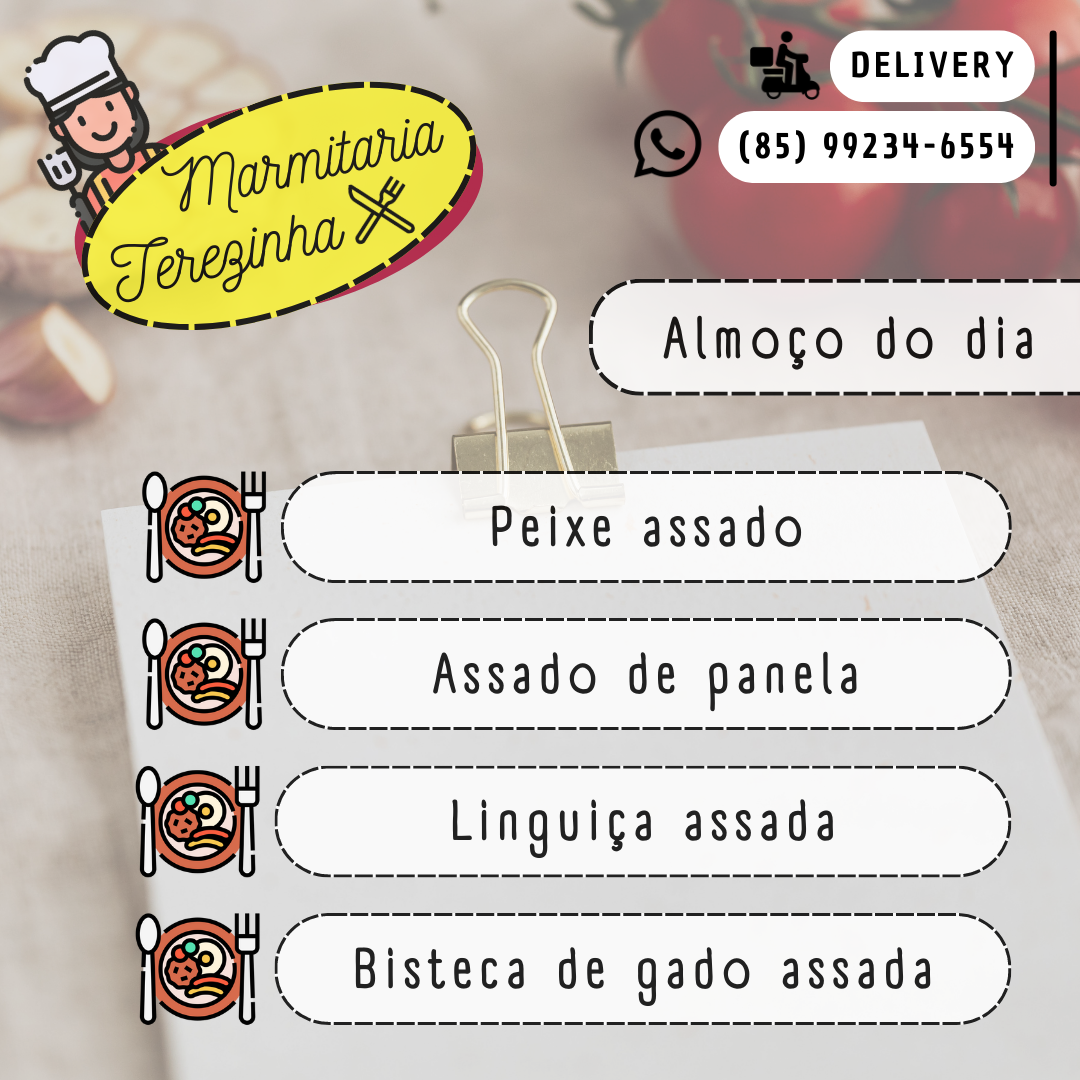 Marmitaria
Terezinha
DELIVERY
(85) 99234-6554
Almoço do dia
Peixe assado
Assado de panela
Linguiça assada
Bisteca de gado assada